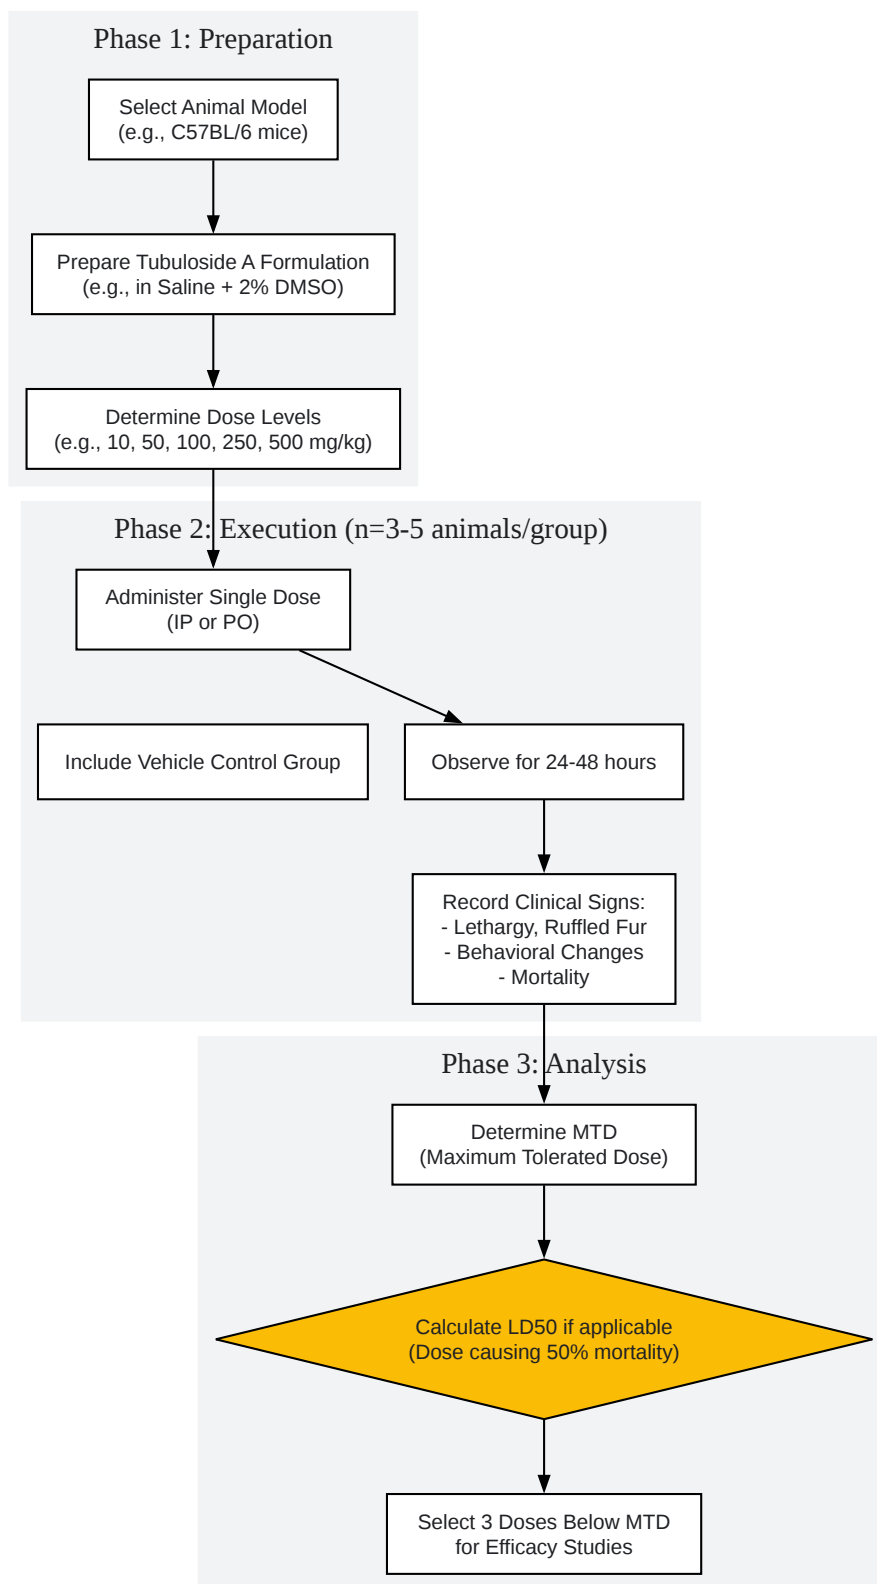 Phase 1: Preparation
Select Animal Model
(e.g., C57BL/6 mice)
Prepare Tubuloside A Formulation
(e.g., in Saline + 2% DMSO)
Determine Dose Levels
(e.g., 10, 50, 100, 250, 500 mg/kg)
Phase 2: Execution (n=3-5 animals/group)
Administer Single Dose
(IP or PO)
Include Vehicle Control Group
Observe for 24-48 hours
Record Clinical Signs:
- Lethargy, Ruffled Fur
- Behavioral Changes
- Mortality
Phase 3: Analysis
Determine MTD
(Maximum Tolerated Dose)
Calculate LD50 if applicable
(Dose causing 50% mortality)
Select 3 Doses Below MTD
for Efficacy Studies